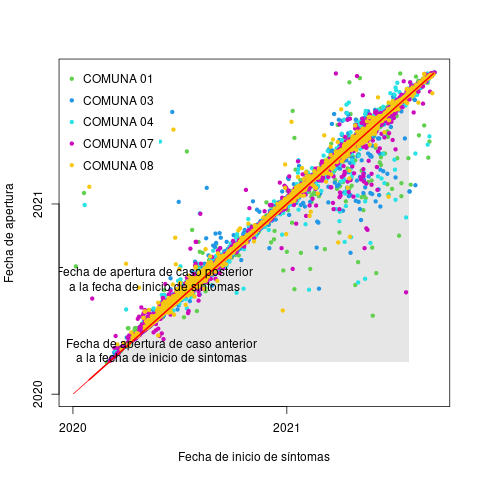 COMUNA 01
COMUNA 03
COMUNA 04
COMUNA 07
COMUNA 08
Fecha de apertura
2021
2020
Fecha de apertura de caso posterior
a la fecha de inicio de síntomas
Fecha de apertura de caso anterior
a la fecha de inicio de sintomas
2020
2021
Fecha de inicio de síntomas